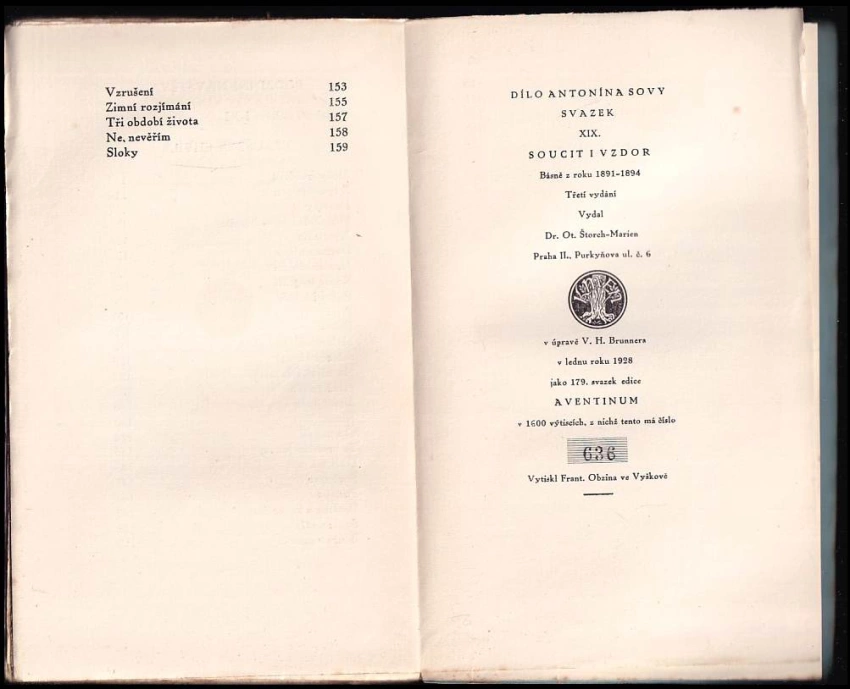 Vzrušení 153
Zimní rozjímání 155
Tři období života 157
Ne, nevěřím 158
Sloky 159
DÍLO ANTONÍNA SOVY
SVAZEK
XIX.
SOUCIT I VZDOR
Básně z roku 1891-1894
Třetí vydání
Vydal
Dr. Ot. Štorch-Marien
Praha II., Purkyňova ul. č. 6
v úpravě V. H. Brunnera
v lednu roku 1928
jako 179. svazek edice
AVENTINUM
v 1600 výtiscích, z nichž tento má číslo
636
Vytiskl Frant. Obzina ve Vyškově